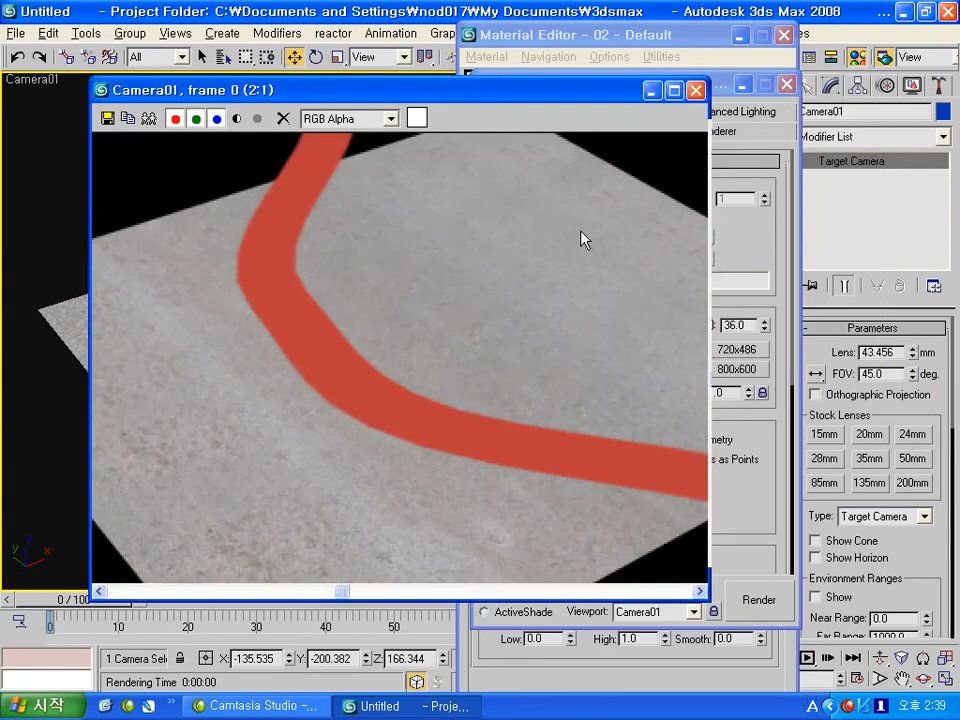 Untitled - Project Folder: C:₩Documents and Settings₩nod017₩My Documents₩3dsmax - Autodesk 3ds Max 2008 ...
File Edit Tools Group Views Create Modifiers reactor Animation
Material Editor - 02 - Default
Material Navigation Options Utilities
All
View
View
Camera01
Camera01, frame 0 (2:1)
RGB Alpha
Camera01
Modifier List
Target Camera
1
36.0
720x486
800x600
Parameters
Lens: 43.456 mm
FOV: 45.0 deg.
Orthographic Projection
Stock Lenses
15mm 20mm 24mm
28mm 35mm 50mm
85mm 135mm 200mm
Type: Target Camera
Show Cone
Show Horizon
Environment Ranges
Show
Near Range: 0.0
as Points
z
y
x
ActiveShade Viewport: Camera01
Render
Low: 0.0 High: 1.0 Smooth: 0.0
0 / 100
0 10 20 30 40 50
1 Camera Sel X: -135.535 Y: -200.382 Z: 166.344
Rendering Time 0:00:00
시작
Camtasia Studio -...
Untitled - Proje...
A
오후 2:39